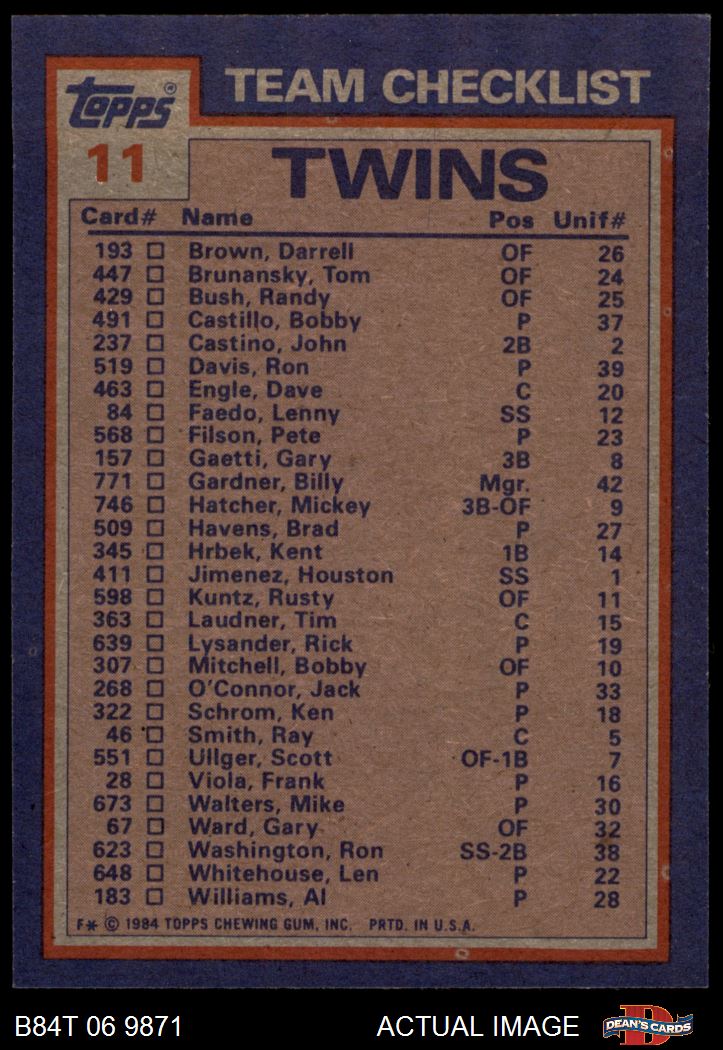 TEAM CHECKLIST
Topps®
11
TWINS
Card# Name Pos Unif#
193 Brown, Darrell OF 26
447 Brunansky, Tom OF 24
429 Bush, Randy OF 25
491 Castillo, Bobby P 37
237 Castino, John 2B 2
519 Davis, Ron P 39
463 Engle, Dave C 20
84 Faedo, Lenny SS 12
568 Filson, Pete P 23
157 Gaetti, Gary 3B 8
771 Gardner, Billy Mgr. 42
746 Hatcher, Mickey 3B-OF 9
509 Havens, Brad P 27
345 Hrbek, Kent 1B 14
411 Jimenez, Houston SS 1
598 Kuntz, Rusty OF 11
363 Laudner, Tim C 15
639 Lysander, Rick P 19
307 Mitchell, Bobby OF 10
268 O'Connor, Jack P 33
322 Schrom, Ken P 18
46 Smith, Ray C 5
551 Ullger, Scott OF-1B 7
28 Viola, Frank P 16
673 Walters, Mike P 30
67 Ward, Gary OF 32
623 Washington, Ron SS-2B 38
648 Whitehouse, Len P 22
183 Williams, Al P 28
F* © 1984 TOPPS CHEWING GUM, INC. PRTD. IN U.S.A.
B84T 06 9871 ACTUAL IMAGE
D
DEAN'S CARDS